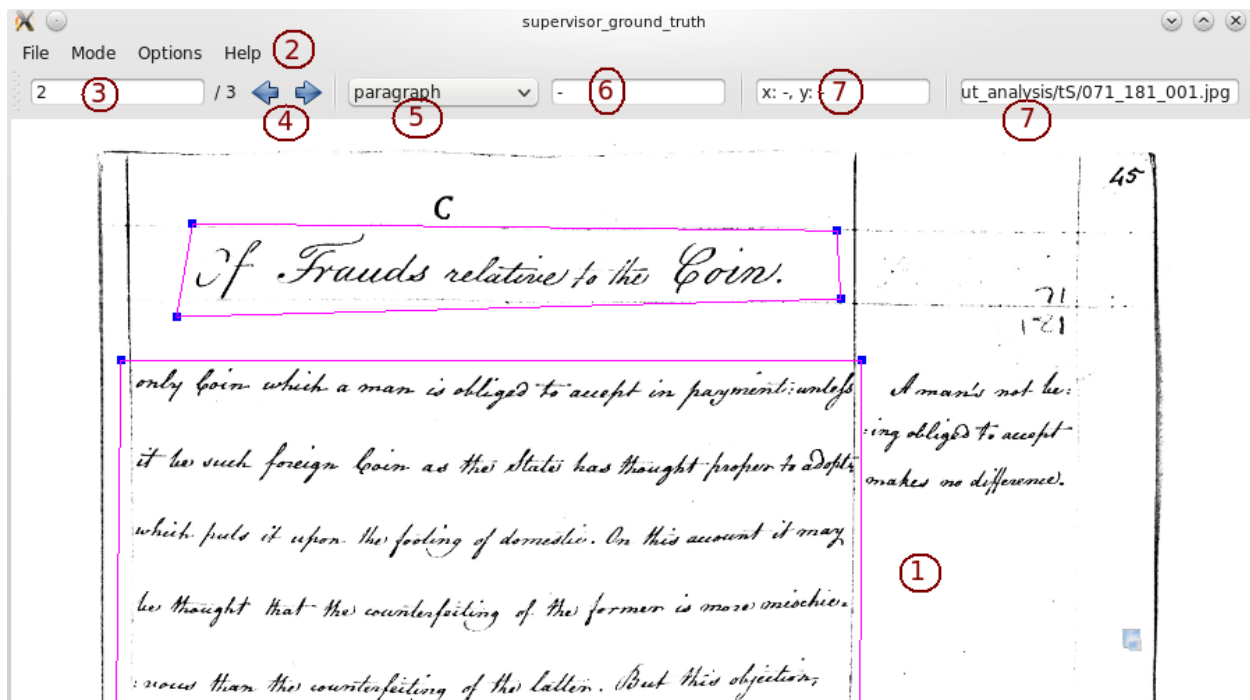 supervisor_ground_truth
File Mode Options Help 2
2 3 / 3 4 paragraph 5 - 6 x: -, y: - 7 ut_analysis/tS/071_181_001.jpg 7
45
C
Of Frauds relative to the Coin.
71
121
only Coin which a man is obliged to accept in payment: unless
it be such foreign Coin as the State has thought proper to adopt:
which puts it upon the footing of domestic. On this account it may
be thought that the counterfeiting of the former is more mischie-
:vous than the counterfeiting of the latter. But this objection,
A man's not be:
:ing obliged to accept
makes no difference.
1